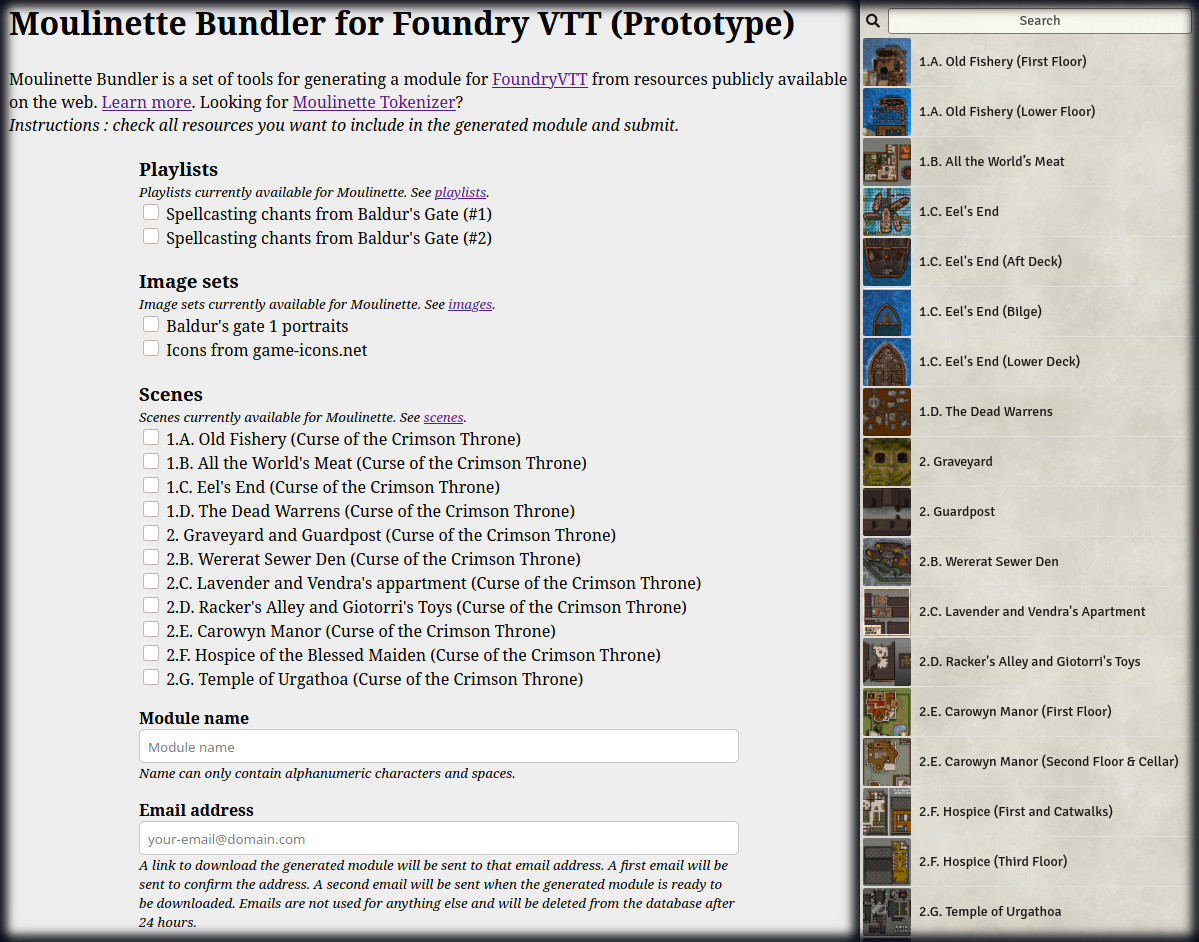 Moulinette Bundler for Foundry VTT (Prototype)
Moulinette Bundler is a set of tools for generating a module for FoundryVTT from resources publicly available
on the web. Learn more. Looking for Moulinette Tokenizer?
Instructions : check all resources you want to include in the generated module and submit.
Playlists
Playlists currently available for Moulinette. See playlists.
Spellcasting chants from Baldur's Gate (#1)
Spellcasting chants from Baldur's Gate (#2)
Image sets
Image sets currently available for Moulinette. See images.
Baldur's gate 1 portraits
Icons from game-icons.net
Scenes
Scenes currently available for Moulinette. See scenes.
1.A. Old Fishery (Curse of the Crimson Throne)
1.B. All the World's Meat (Curse of the Crimson Throne)
1.C. Eel's End (Curse of the Crimson Throne)
1.D. The Dead Warrens (Curse of the Crimson Throne)
2. Graveyard and Guardpost (Curse of the Crimson Throne)
2.B. Wererat Sewer Den (Curse of the Crimson Throne)
2.C. Lavender and Vendra's appartment (Curse of the Crimson Throne)
2.D. Racker's Alley and Giotorri's Toys (Curse of the Crimson Throne)
2.E. Carowyn Manor (Curse of the Crimson Throne)
2.F. Hospice of the Blessed Maiden (Curse of the Crimson Throne)
2.G. Temple of Urgathoa (Curse of the Crimson Throne)
Module name
Module name
Name can only contain alphanumeric characters and spaces.
Email address
your-email@domain.com
A link to download the generated module will be sent to that email address. A first email will be
sent to confirm the address. A second email will be sent when the generated module is ready to
be downloaded. Emails are not used for anything else and will be deleted from the database after
24 hours.
Search
1.A. Old Fishery (First Floor)
1.A. Old Fishery (Lower Floor)
1.B. All the World’s Meat
1.C. Eel's End
1.C. Eel's End (Aft Deck)
1.C. Eel's End (Bilge)
1.C. Eel's End (Lower Deck)
1.D. The Dead Warrens
2. Graveyard
2. Guardpost
2.B. Wererat Sewer Den
2.C. Lavender and Vendra's Apartment
2.D. Racker's Alley and Giotorri's Toys
2.E. Carowyn Manor (First Floor)
2.E. Carowyn Manor (Second Floor & Cellar)
2.F. Hospice (First and Catwalks)
2.F. Hospice (Third Floor)
2.G. Temple of Urgathoa